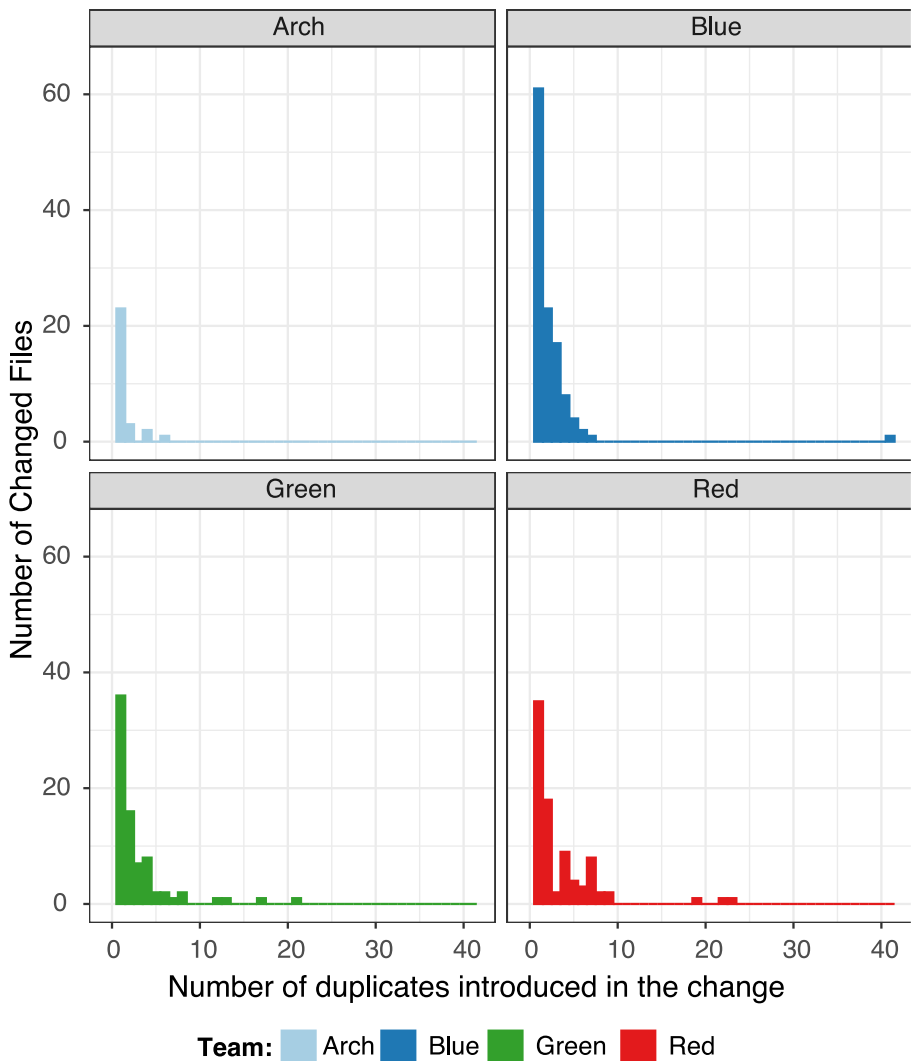 Arch Blue
60
40
20
0
Green Red
60
40
20
0
0 10 20 30 40 0 10 20 30 40
Number of Changed Files
Number of duplicates introduced in the change
Team: Arch Blue Green Red